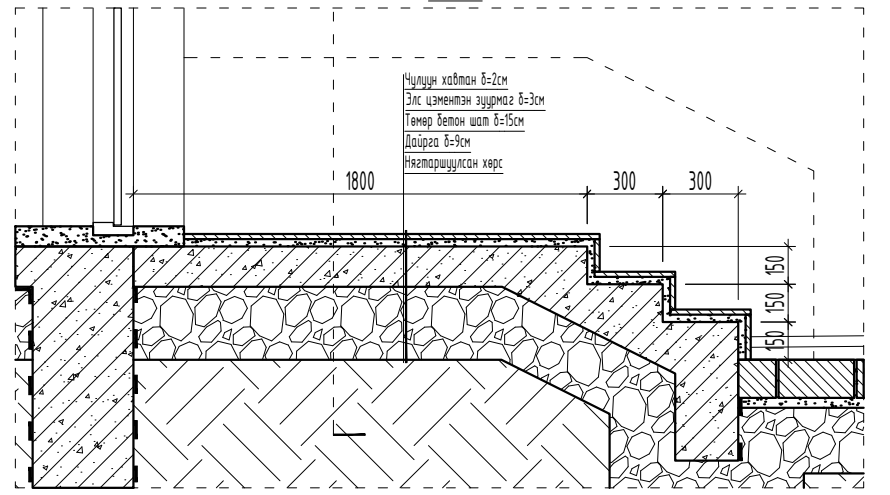 Чулуун хавтан δ=2см
Элс цэментэн зуурмаг δ=3см
Төмөр бетон шат δ=15см
Дайрга δ=9см
Нягтаршуулсан хөрс
1800
300
300
150
150
150